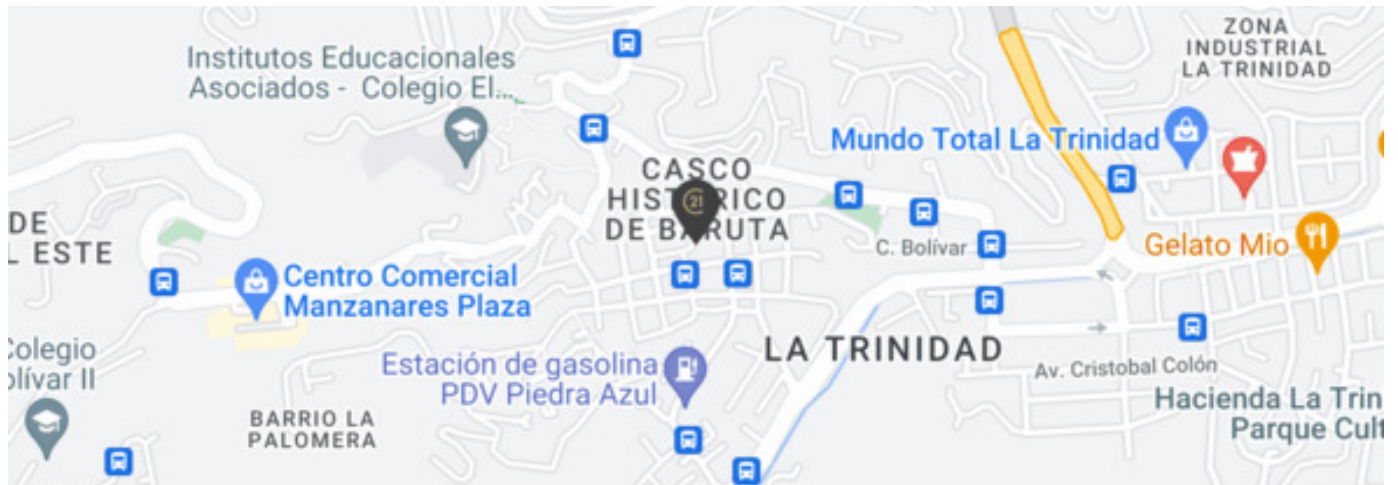 ZONA
INDUSTRIAL
LA TRINIDAD
Institutos Educacionales
Asociados - Colegio El...
Mundo Total La Trinidad
CASCO
HISTÓRICO
DE BARUTA
21
DE
L ESTE
C. Bolívar
Gelato Mio
Centro Comercial
Manzanares Plaza
LA TRINIDAD
Colegio
olívar II
Estación de gasolina
PDV Piedra Azul
Av. Cristobal Colón
BARRIO LA
PALOMERA
Hacienda La Trin
Parque Cult